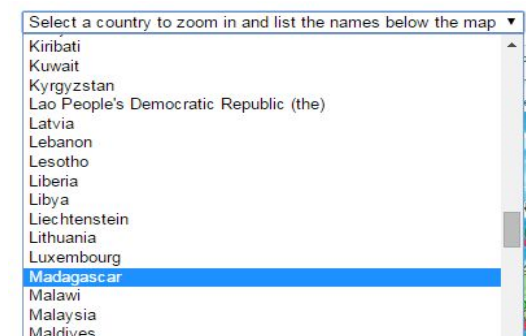 Select a country to zoom in and list the names below the map
Kiribati
Kuwait
Kyrgyzstan
Lao People's Democratic Republic (the)
Latvia
Lebanon
Lesotho
Liberia
Libya
Liechtenstein
Lithuania
Luxembourg
Madagascar
Malawi
Malaysia
Maldives